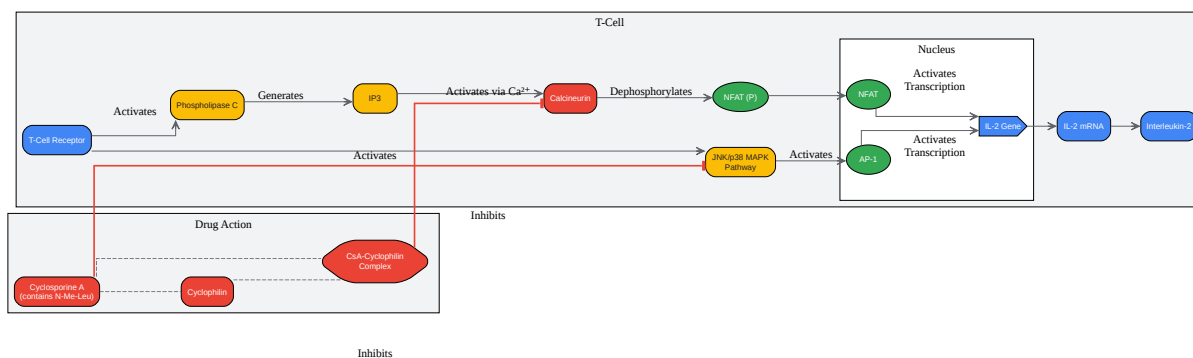 T-Cell
Nucleus
Activates
Transcription
Phospholipase C
Generates
IP3
Activates via Ca²⁺
Calcineurin
Dephosphorylates
NFAT (P)
NFAT
Activates
T-Cell Receptor
IL-2 Gene
IL-2 mRNA
Interleukin-2
Activates
JNK/p38 MAPK
Pathway
Activates
AP-1
Activates
Transcription
Inhibits
Drug Action
CsA-Cyclophilin
Complex
Cyclosporine A
(contains N-Me-Leu)
Cyclophilin
Inhibits